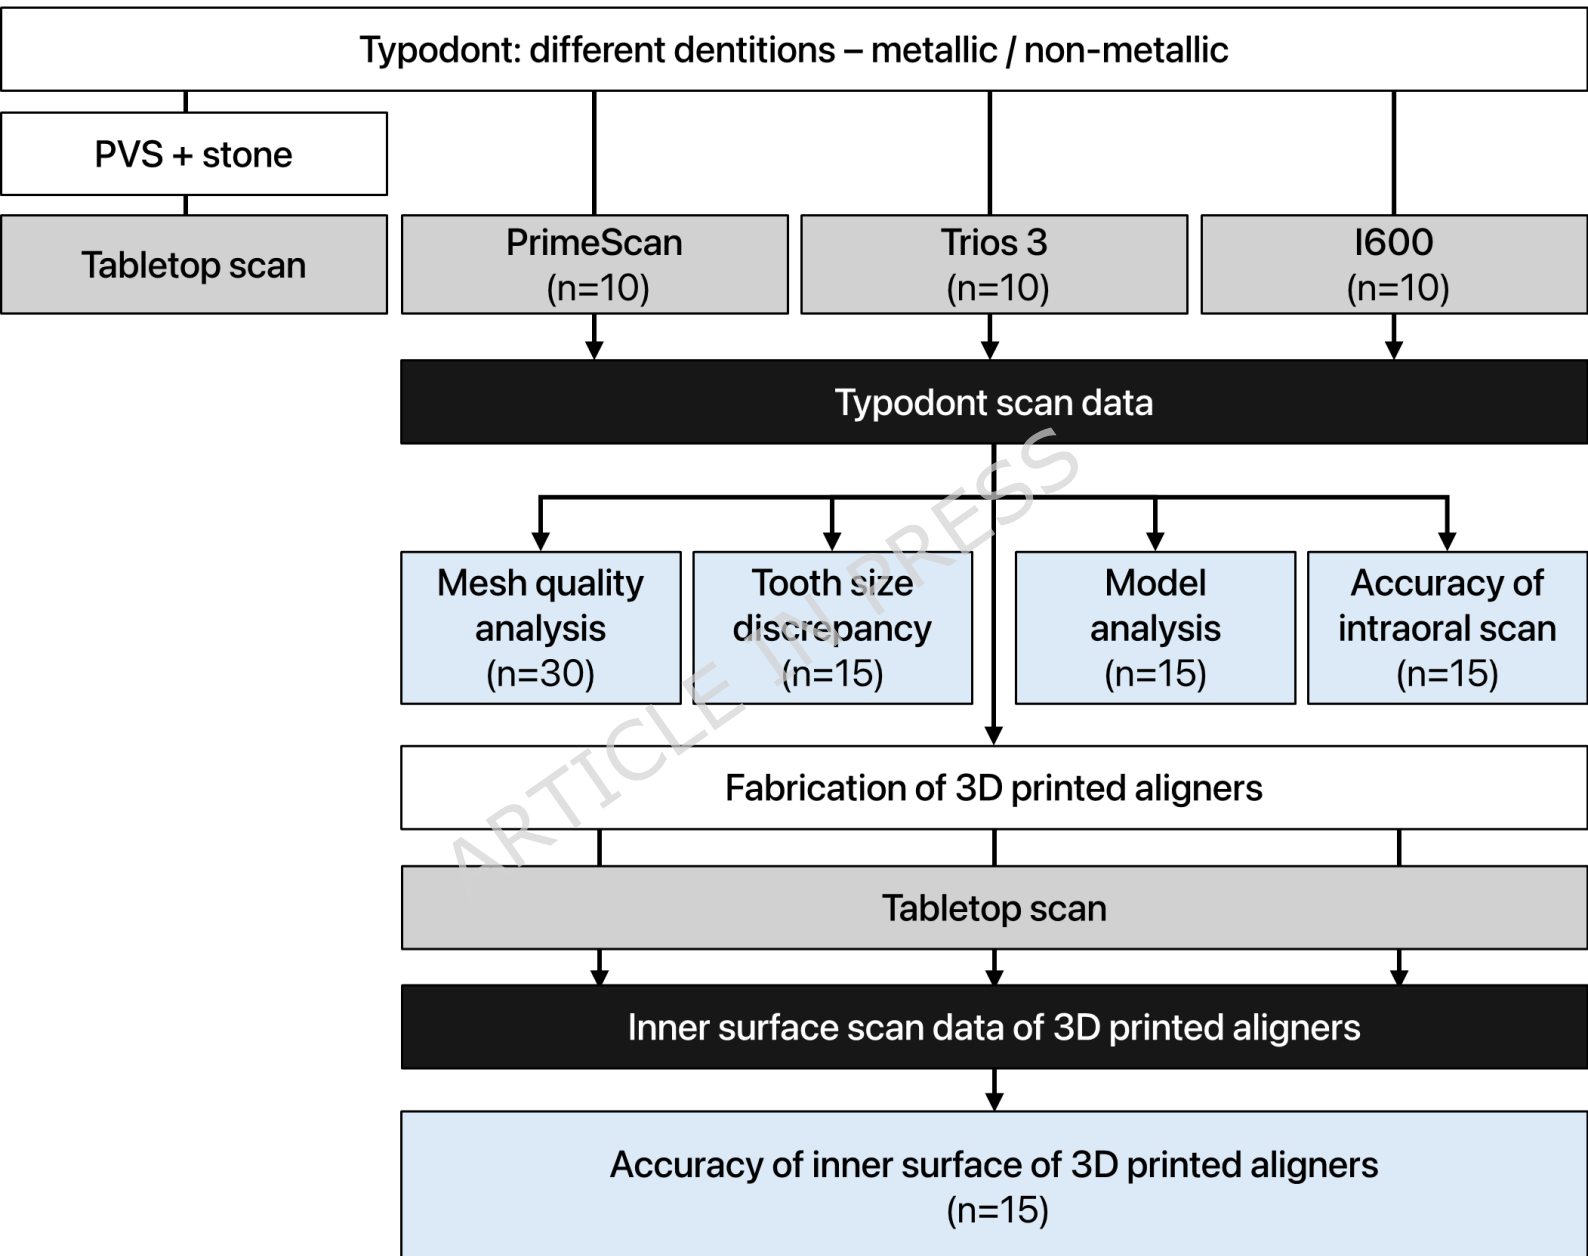 Typodont: different dentitions – metallic / non-metallic
PVS + stone
Tabletop scan
PrimeScan
(n=10)
Trios 3
(n=10)
I600
(n=10)
Typodont scan data
Mesh quality
analysis
(n=30)
Tooth size
discrepancy
(n=15)
Model
analysis
(n=15)
Accuracy of
intraoral scan
(n=15)
ARTICLE IN PRESS
Fabrication of 3D printed aligners
Tabletop scan
Inner surface scan data of 3D printed aligners
Accuracy of inner surface of 3D printed aligners
(n=15)